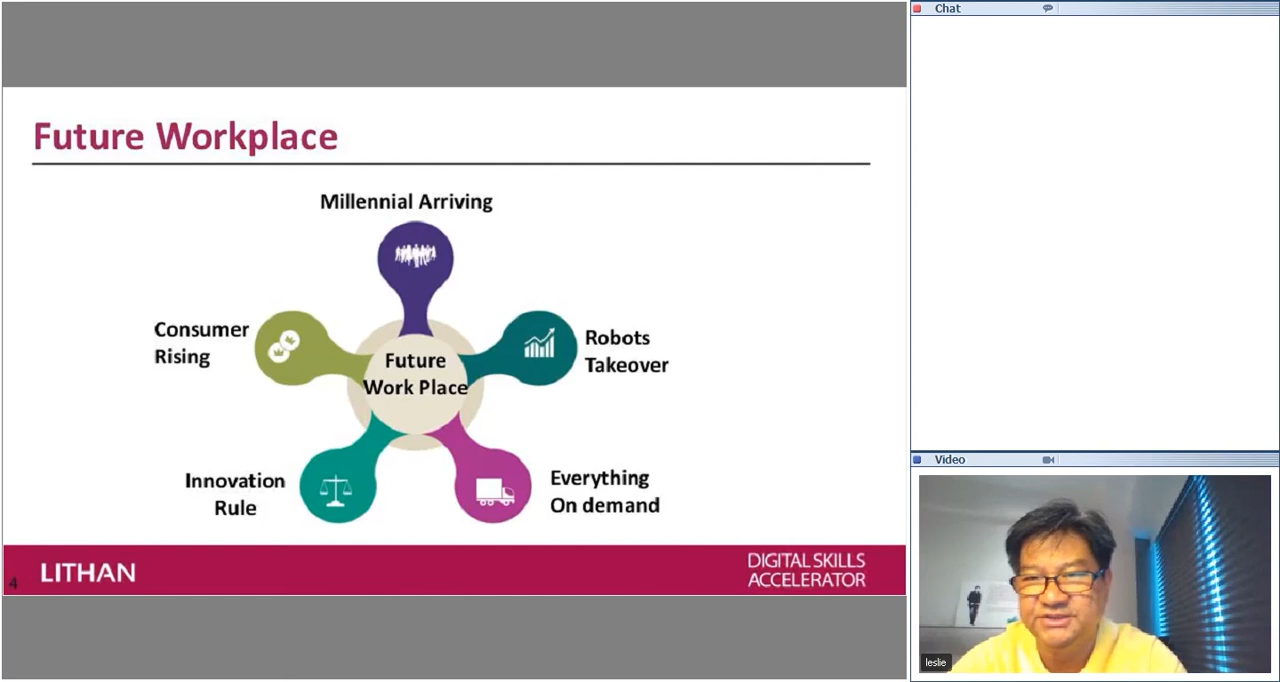 Chat
Future Workplace
Millennial Arriving
Consumer
Rising
Robots
Takeover
Future
Work Place
Innovation
Rule
Everything
On demand
4
LITHAN
DIGITAL SKILLS
ACCELERATOR
Video
leslie